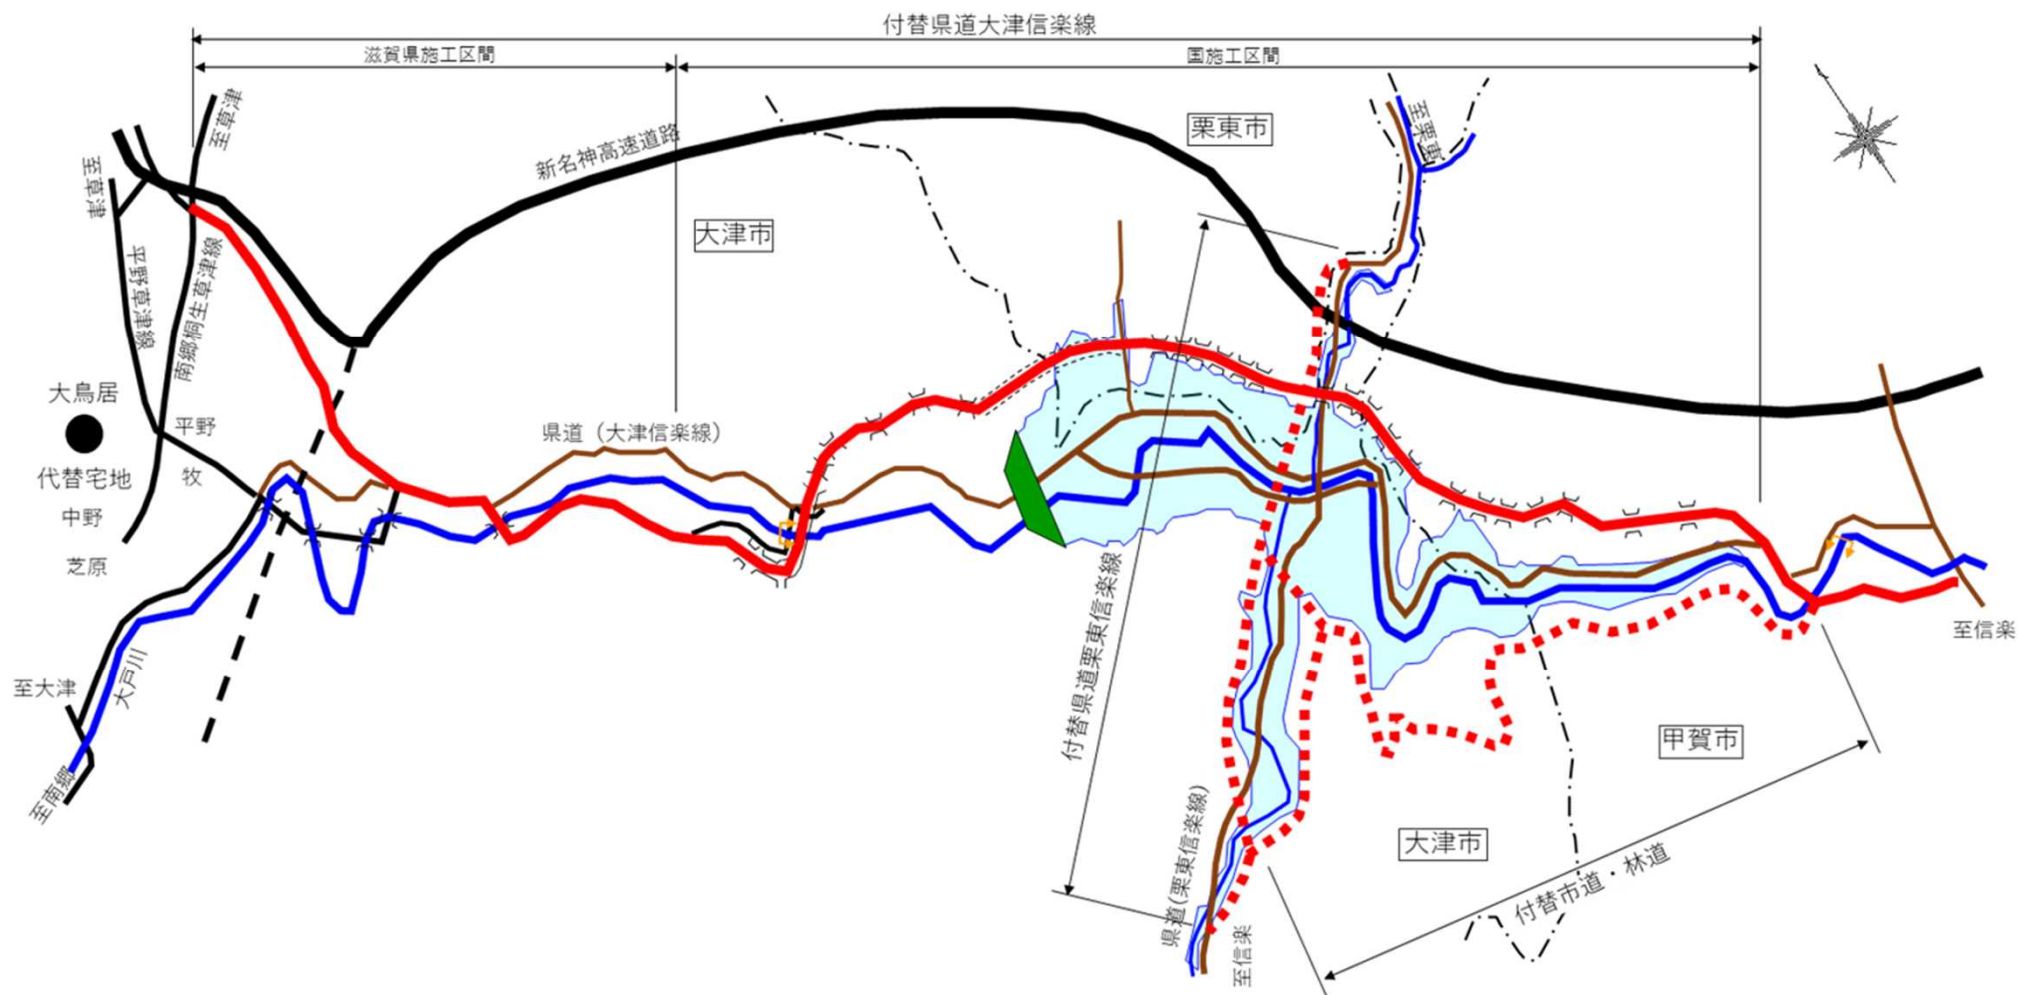 付替県道大津信楽線
滋賀県施工区間
国施工区間
至草津
至草津
新名神高速道路
栗東市
至栗東
大津市
平野草津線
南郷桐生草津線
大鳥居
代替宅地
平野
牧
中野
芝原
県道（大津信楽線）
至大津
大戸川
至南郷
付替県道栗東信楽線
県道(栗東信楽線)
至信楽
至信楽
甲賀市
大津市
付替市道・林道